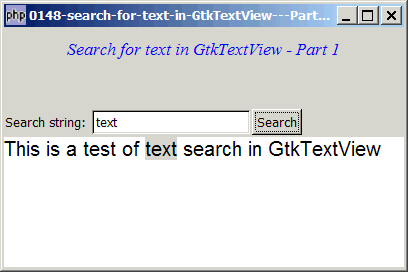 php 0148-search-for-text-in-GtkTextView---Part...
Search for text in GtkTextView - Part 1
Search string: text Search
This is a test of text search in GtkTextView